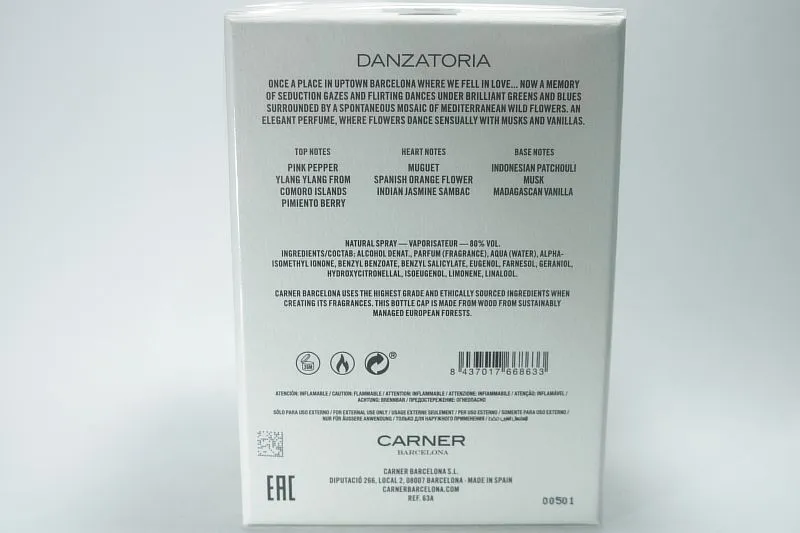 DANZATORIA
ONCE A PLACE IN UPTOWN BARCELONA WHERE WE FELL IN LOVE... NOW A MEMORY
OF SEDUCTION GAZES AND FLIRTING DANCES UNDER BRILLIANT GREENS AND BLUES
SURROUNDED BY A SPONTANEOUS MOSAIC OF MEDITERRANEAN WILD FLOWERS. AN
ELEGANT PERFUME, WHERE FLOWERS DANCE SENSUALLY WITH MUSKS AND VANILLAS.
TOP NOTES
PINK PEPPER
YLANG YLANG FROM
COMORO ISLANDS
PIMIENTO BERRY
HEART NOTES
MUGUET
SPANISH ORANGE FLOWER
INDIAN JASMINE SAMBAC
BASE NOTES
INDONESIAN PATCHOULI
MUSK
MADAGASCAN VANILLA
NATURAL SPRAY — VAPORISATEUR — 80% VOL.
INGREDIENTS/СОСТАВ: ALCOHOL DENAT., PARFUM (FRAGRANCE), AQUA (WATER), ALPHA-
ISOMETHYL IONONE, BENZYL BENZOATE, BENZYL SALICYLATE, EUGENOL, FARNESOL, GERANIOL,
HYDROXYCITRONELLAL, ISOEUGENOL, LIMONENE, LINALOOL.
CARNER BARCELONA USES THE HIGHEST GRADE AND ETHICALLY SOURCED INGREDIENTS WHEN
CREATING ITS FRAGRANCES. THIS BOTTLE CAP IS MADE FROM WOOD FROM SUSTAINABLY
MANAGED EUROPEAN FORESTS.
8 437017 668633
ATENCIÓN: INFLAMABLE / CAUTION: FLAMMABLE / ATTENTION: INFLAMMABLE / ATTENZIONE: INFIAMMABILE / ATENÇÃO: INFLAMÁVEL /
ACHTUNG: BRENNBAR / ПРЕДОСТЕРЕЖЕНИЕ: ОГНЕОПАСНО
SÓLO PARA USO EXTERNO / FOR EXTERNAL USE ONLY / USAGE EXTERNE SEULEMENT / PER USO ESTERNO / SOMENTE PARA USO EXTERNO /
NUR FÜR ÄUSSERE ANWENDUNG / ТОЛЬКО ДЛЯ НАРУЖНОГО ПРИМЕНЕНИЯ /
CARNER
BARCELONA
CARNER BARCELONA S.L.
DIPUTACIÓ 266, LOCAL 2, 08007 BARCELONA · MADE IN SPAIN
CARNERBARCELONA.COM
REF. 63A
EAC
00501